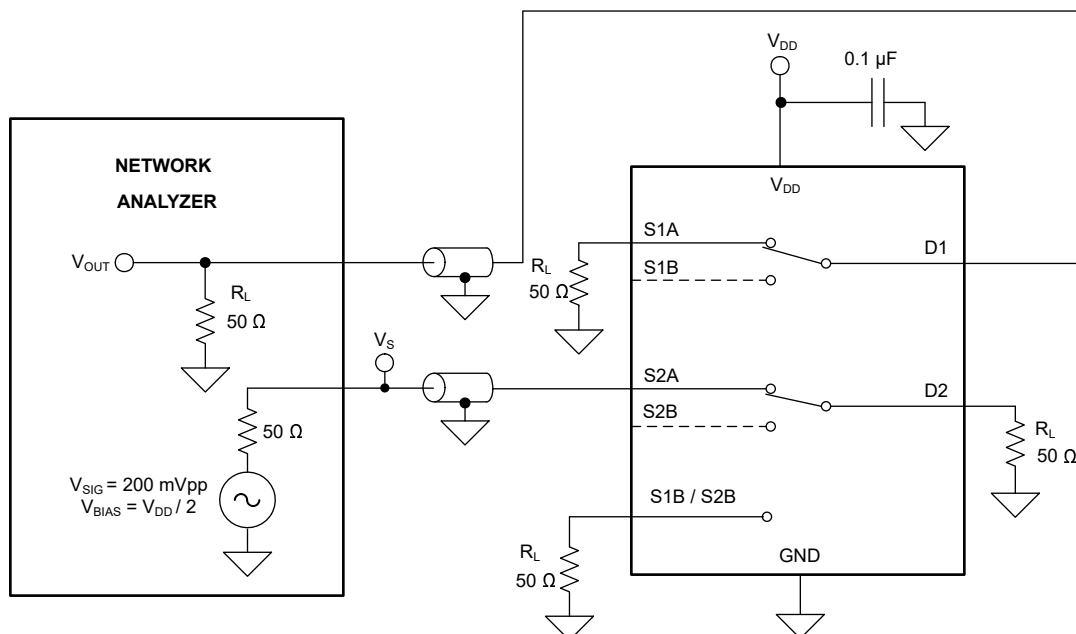 V_DD
0.1 µF
NETWORK
ANALYZER
V_DD
S1A
D1
V_OUT
R_L
50 Ω
S1B
R_L
50 Ω
V_S
S2A
D2
50 Ω
S2B
R_L
50 Ω
V_SIG = 200 mVpp
V_BIAS = V_DD / 2
S1B / S2B
R_L
50 Ω
GND